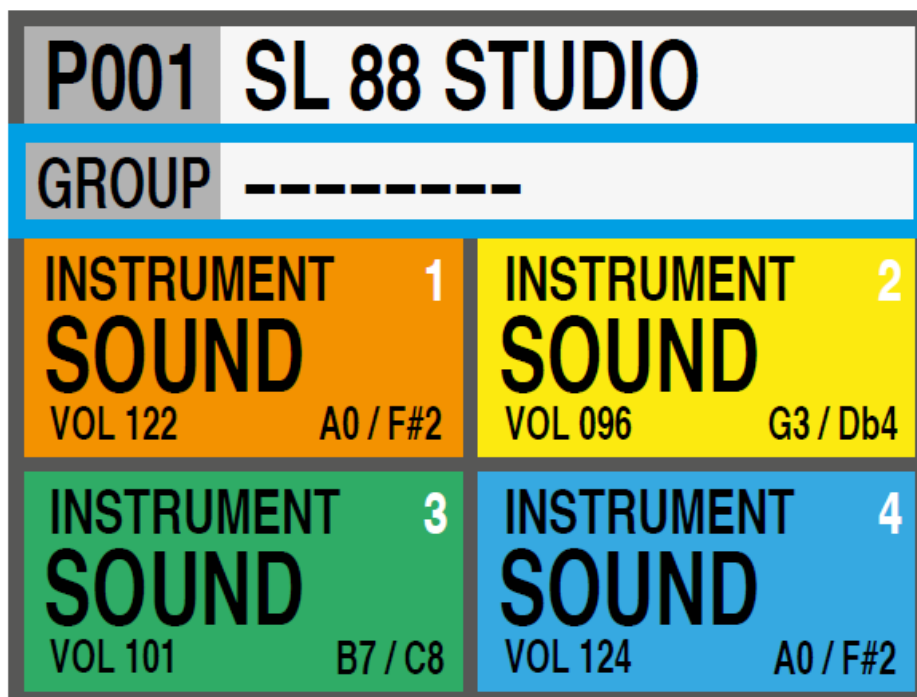 P001 SL 88 STUDIO
GROUP --------
INSTRUMENT 1
SOUND
VOL 122 A0 / F#2
INSTRUMENT 2
SOUND
VOL 096 G3 / Db4
INSTRUMENT 3
SOUND
VOL 101 B7 / C8
INSTRUMENT 4
SOUND
VOL 124 A0 / F#2